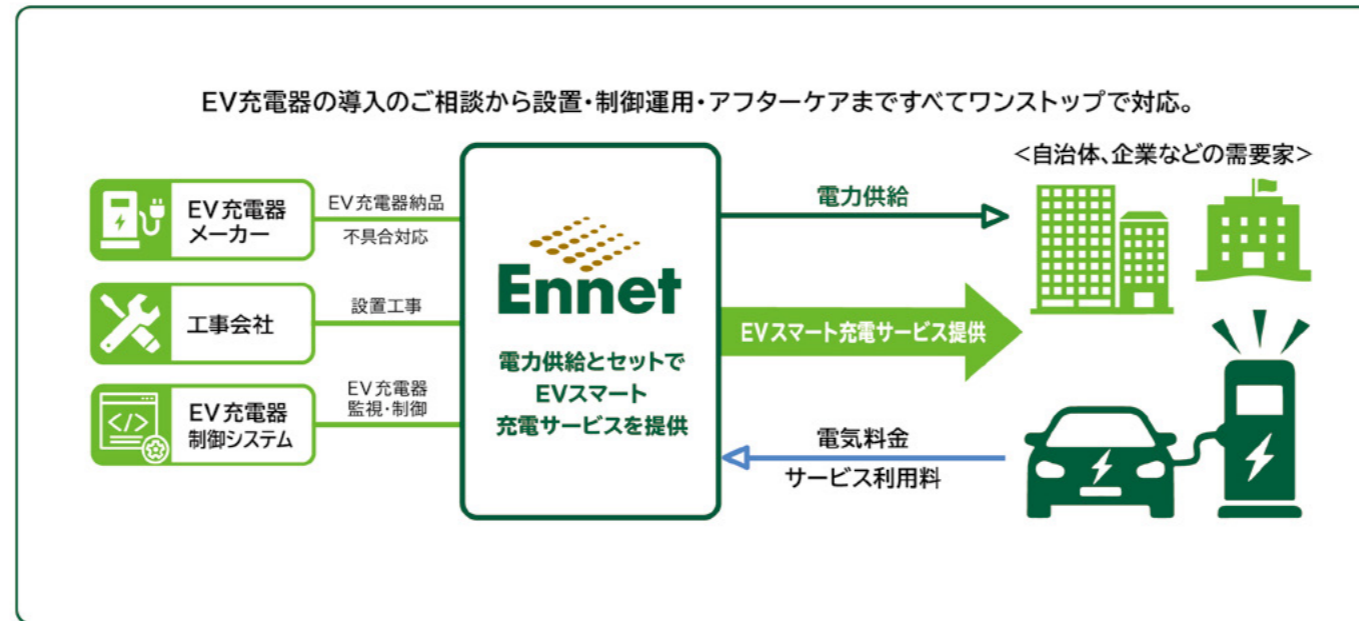 EV充電器の導入のご相談から設置・制御運用・アフターケアまですべてワンストップで対応。
<自治体、企業などの需要家>
EV充電器
メーカー
EV充電器納品
不具合対応
工事会社
設置工事
</>
EV充電器
制御システム
EV充電器
監視・制御
Ennet
電力供給とセットで
EVスマート
充電サービスを提供
電力供給
EVスマート充電サービス提供
電気料金
サービス利用料